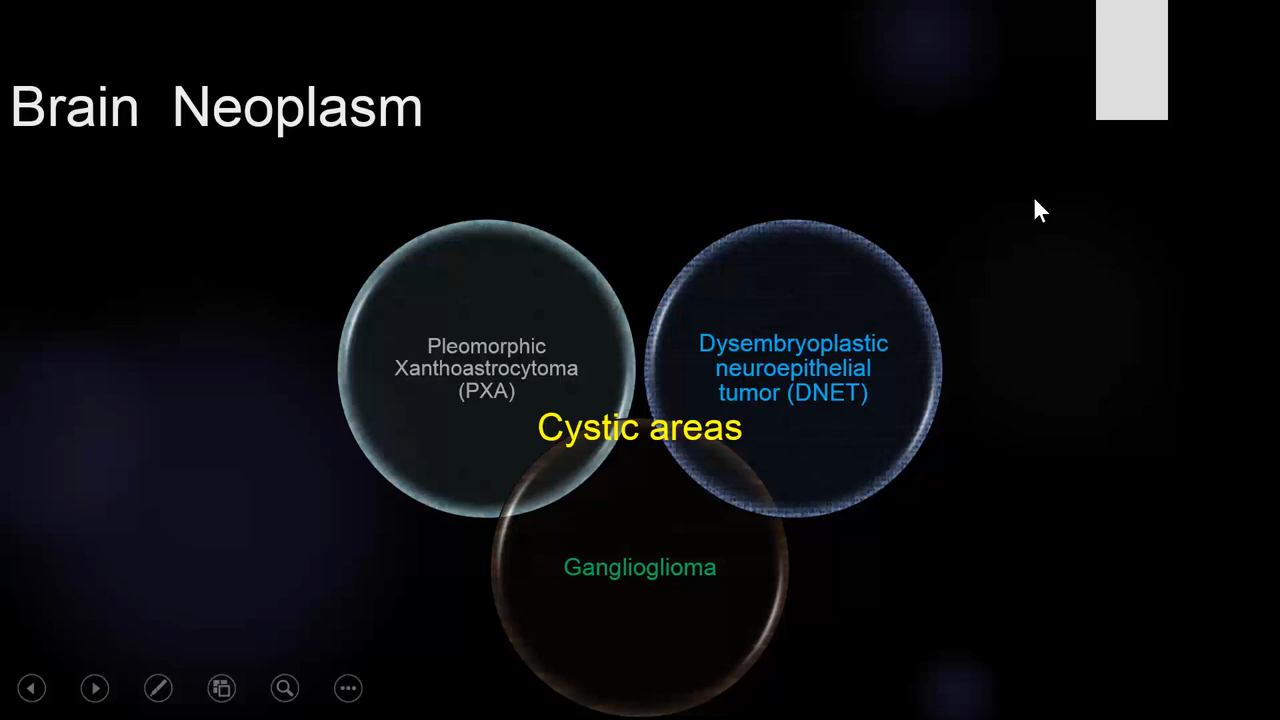 Brain Neoplasm
Pleomorphic
Xanthoastrocytoma
(PXA)
Dysembryoplastic
neuroepithelial
tumor (DNET)
Cystic areas
Ganglioglioma